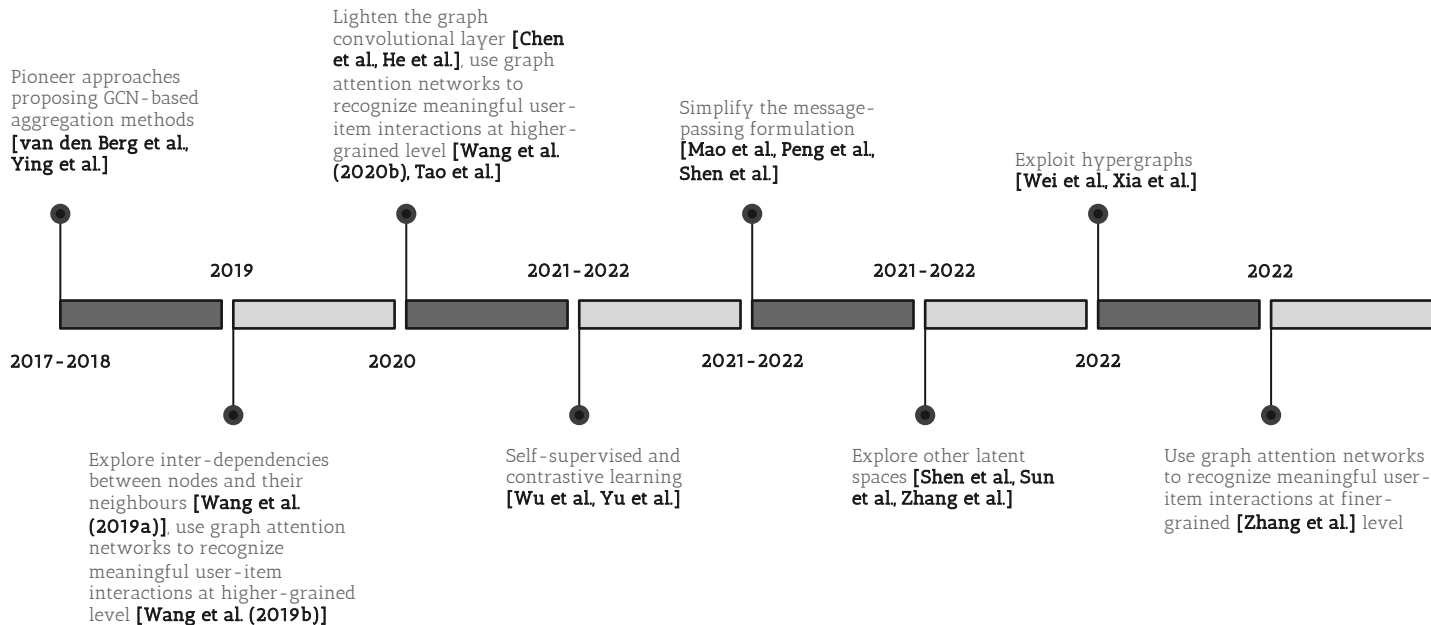 Pioneer approaches
proposing GCN-based
aggregation methods
[van den Berg et al.,
Ying et al.]
2017-2018
2019
Explore inter-dependencies
between nodes and their
neighbours [Wang et al.
(2019a)], use graph attention
networks to recognize
meaningful user-item
interactions at higher-grained
level [Wang et al. (2019b)]
Lighten the graph
convolutional layer [Chen
et al., He et al.], use graph
attention networks to
recognize meaningful user-
item interactions at higher-
grained level [Wang et al.
(2020b), Tao et al.]
2020
2021-2022
Self-supervised and
contrastive learning
[Wu et al., Yu et al.]
Simplify the message-
passing formulation
[Mao et al., Peng et al.,
Shen et al.]
2021-2022
2021-2022
Explore other latent
spaces [Shen et al., Sun
et al., Zhang et al.]
Exploit hypergraphs
[Wei et al., Xia et al.]
2022
2022
Use graph attention networks
to recognize meaningful user-
item interactions at finer-
grained [Zhang et al.] level